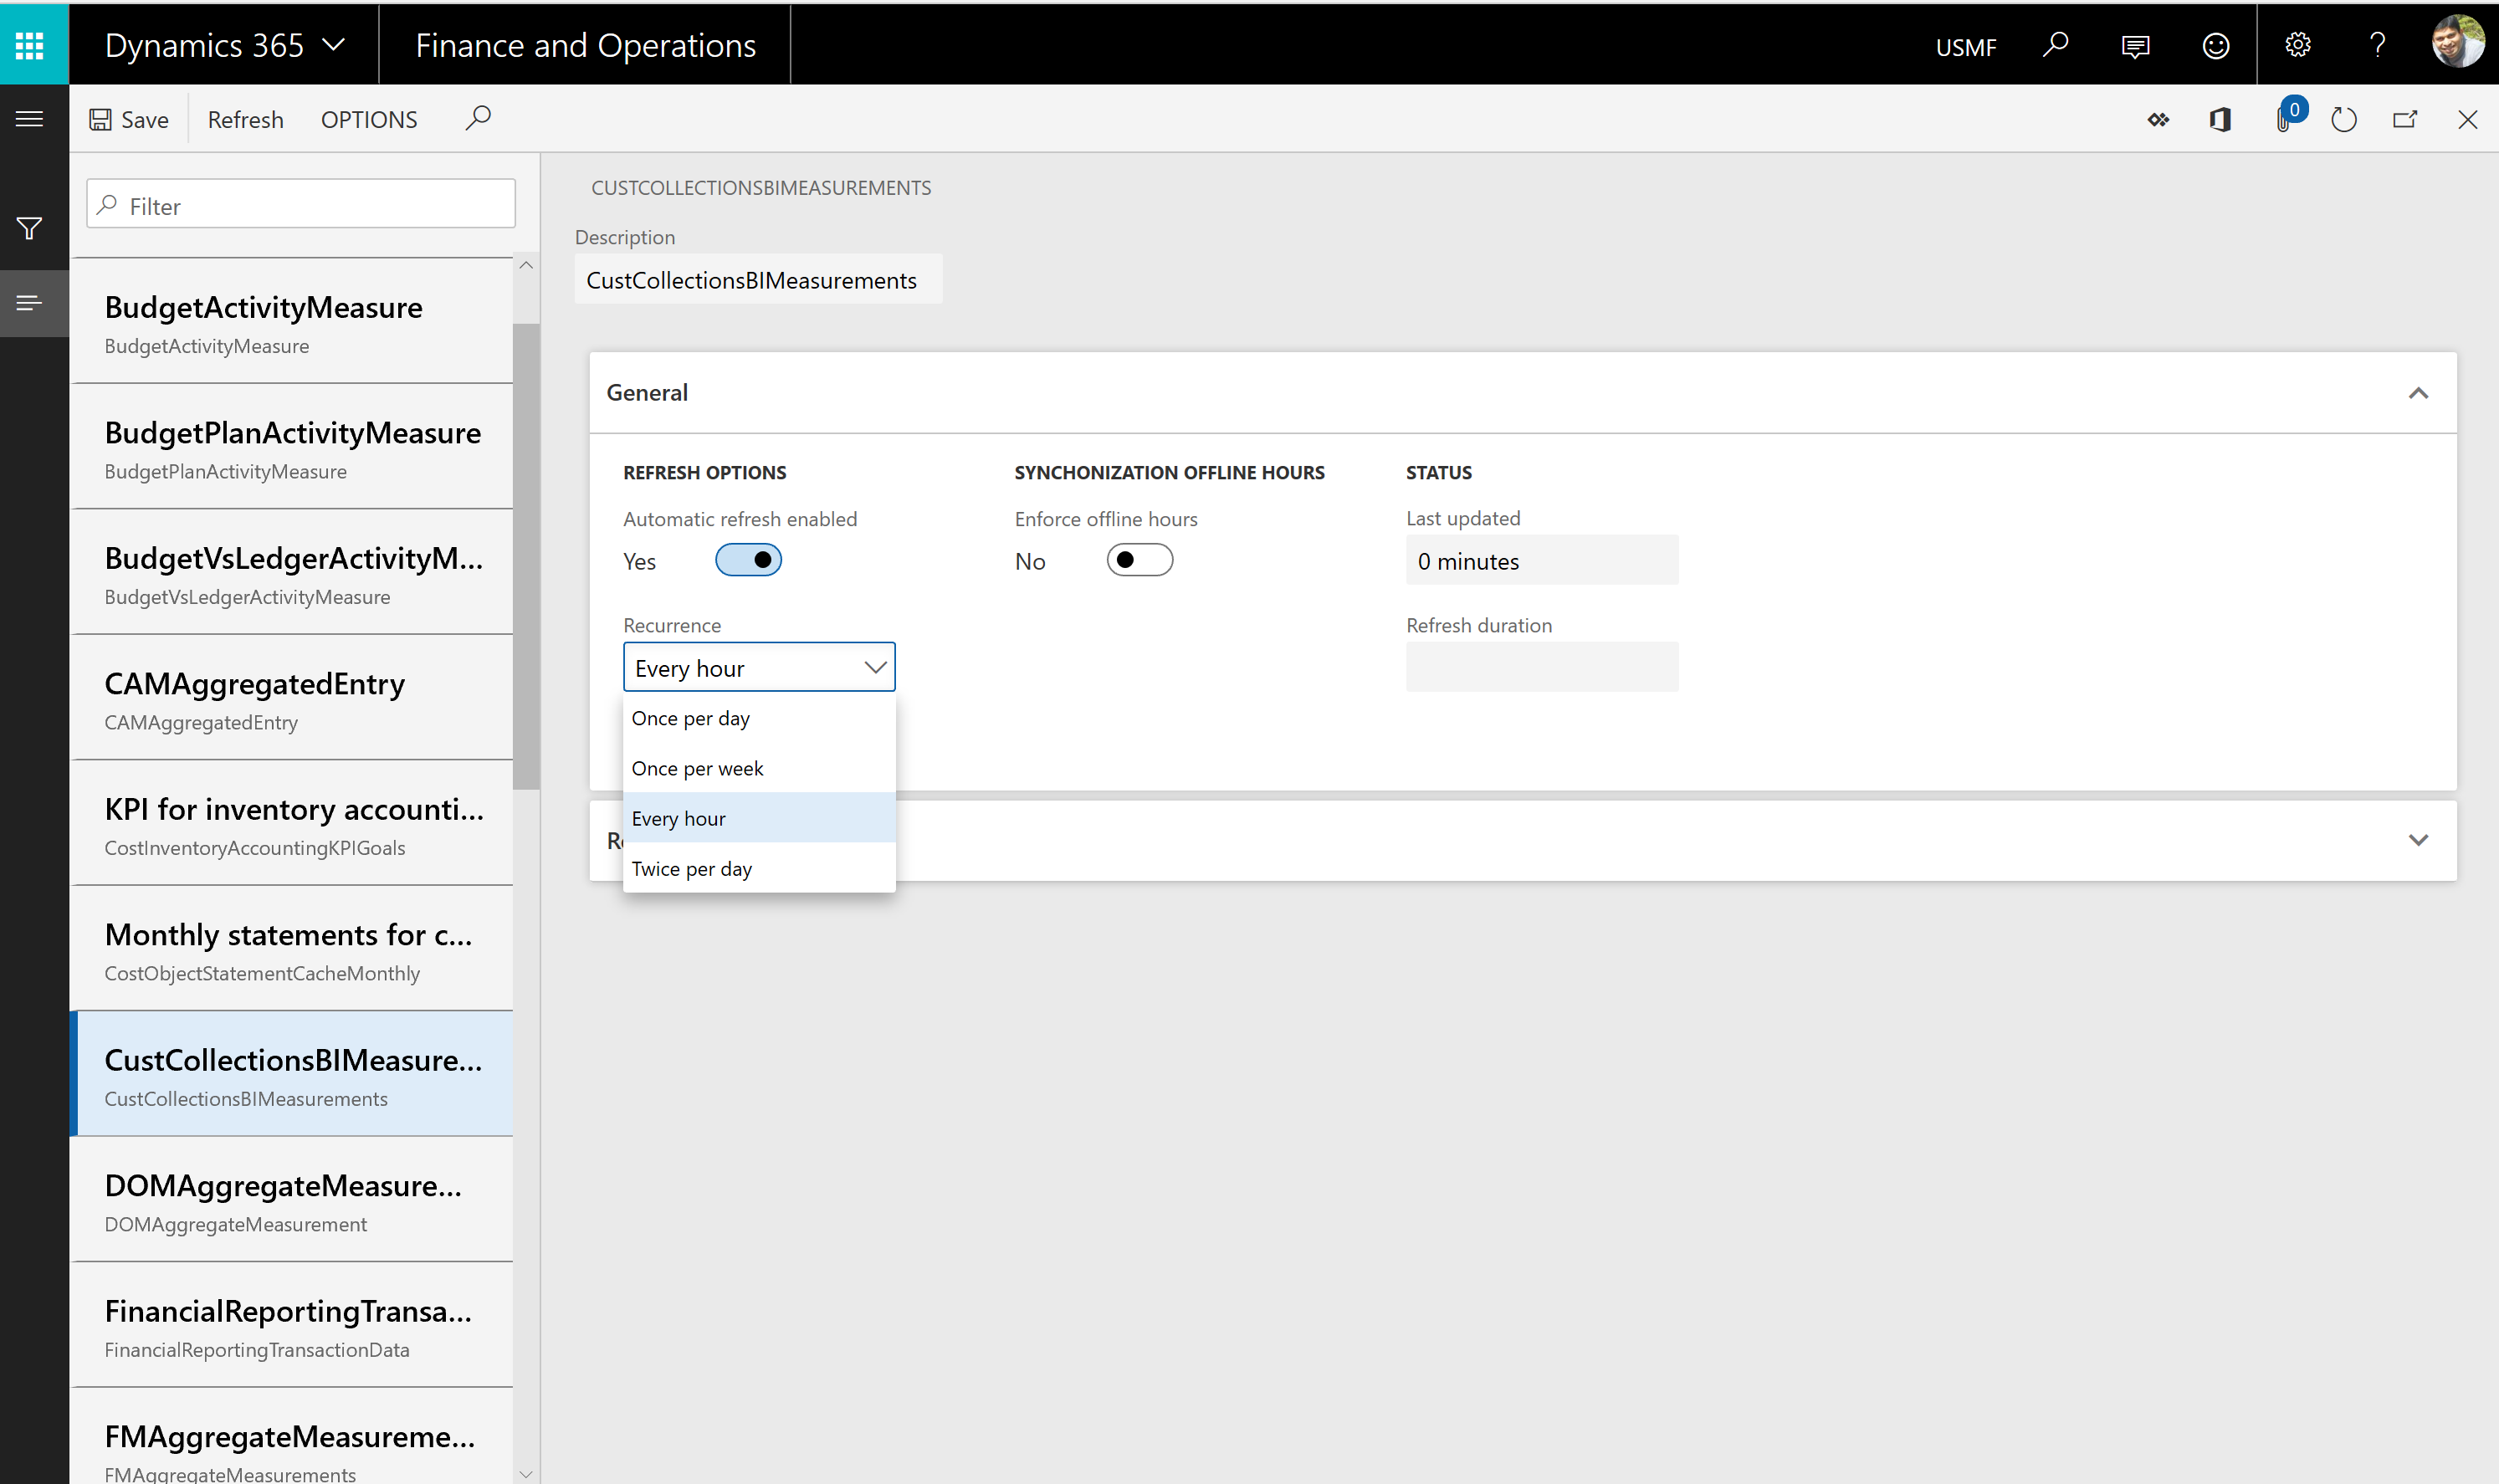 Dynamics 365
Finance and Operations
USMF
Save
Refresh
OPTIONS
0
Filter
BudgetActivityMeasure
BudgetActivityMeasure
BudgetPlanActivityMeasure
BudgetPlanActivityMeasure
BudgetVsLedgerActivityM...
BudgetVsLedgerActivityMeasure
CAMAggregatedEntry
CAMAggregatedEntry
KPI for inventory accounti...
CostInventoryAccountingKPIGoals
Monthly statements for c...
CostObjectStatementCacheMonthly
CustCollectionsBIMeasure...
CustCollectionsBIMeasurements
DOMAggregateMeasure...
DOMAggregateMeasurement
FinancialReportingTransa...
FinancialReportingTransactionData
FMAggregateMeasureme...
FMAggregateMeasurements
CUSTCOLLECTIONSBIMEASUREMENTS
Description
CustCollectionsBIMeasurements
General
REFRESH OPTIONS
Automatic refresh enabled
Yes
Recurrence
Every hour
Once per day
Once per week
Every hour
Twice per day
SYNCHONIZATION OFFLINE HOURS
Enforce offline hours
No
STATUS
Last updated
0 minutes
Refresh duration